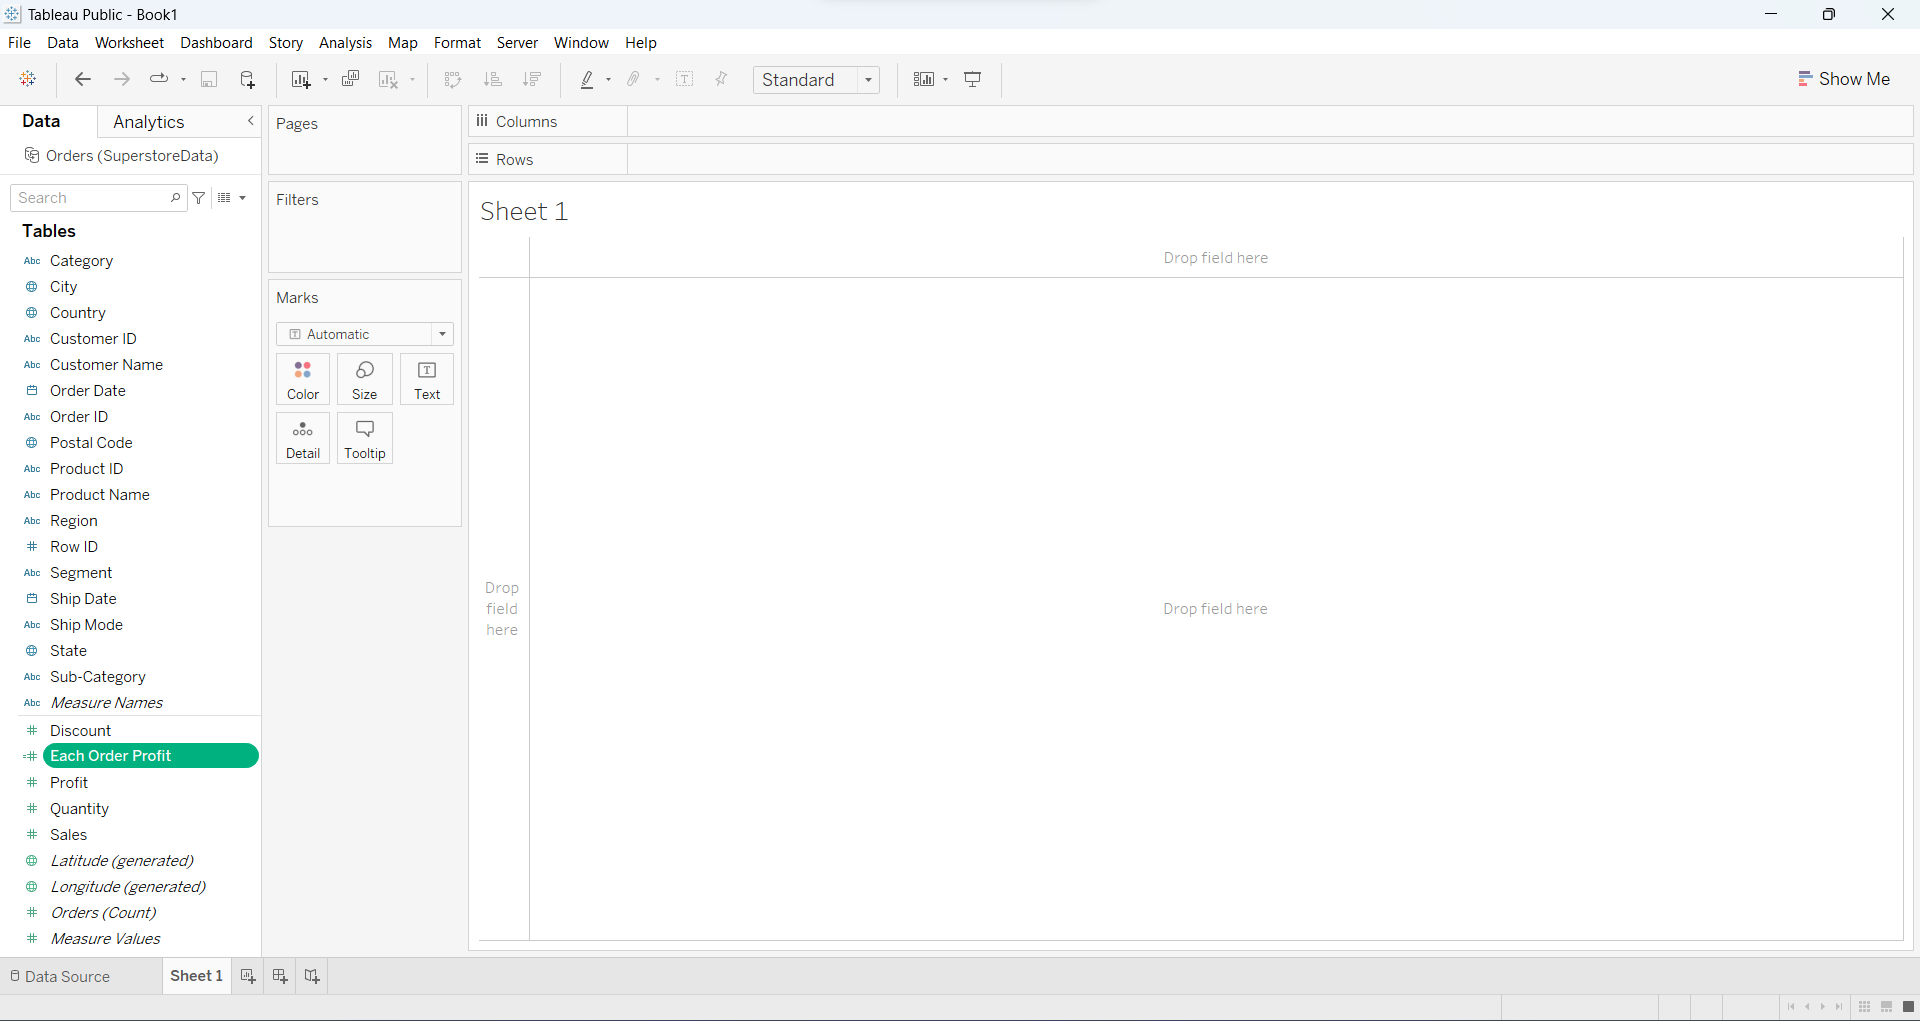 Tableau Public - Book1
File Data Worksheet Dashboard Story Analysis Map Format Server Window Help
Standard
Show Me
Data Analytics
Orders (SuperstoreData)
Search
Tables
Abc Category
City
Country
Abc Customer ID
Abc Customer Name
Order Date
Abc Order ID
Postal Code
Abc Product ID
Abc Product Name
Abc Region
# Row ID
Abc Segment
Ship Date
Abc Ship Mode
State
Abc Sub-Category
Abc Measure Names
# Discount
=# Each Order Profit
# Profit
# Quantity
# Sales
Latitude (generated)
Longitude (generated)
# Orders (Count)
# Measure Values
Pages
Filters
Marks
T Automatic
Color Size T Text
Detail Tooltip
Columns
Rows
Sheet 1
Drop field here
Drop
field
here
Drop field here
Data Source Sheet 1